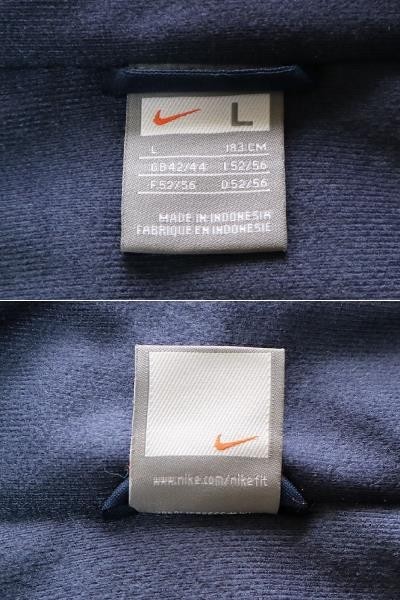 L
L 183 CM
GB42/44 I.52/56
F.52/56 D.52/56
MADE IN INDONESIA
FABRIQUE EN INDONESIE
www.nike.com/nikefit